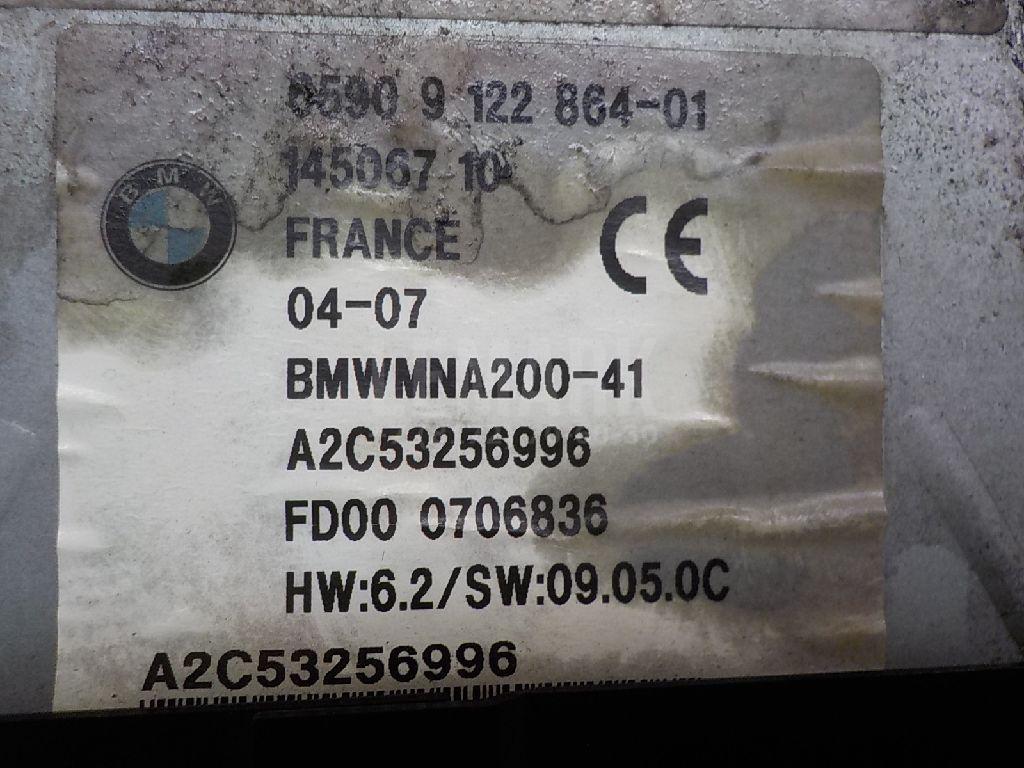 6590 9 122 864-01
145067 10
BMW
FRANCE
CE
04-07
BMWMNA200-41
A2C53256996
FD00 0706836
HW:6.2/SW:09.05.0C
A2C53256996